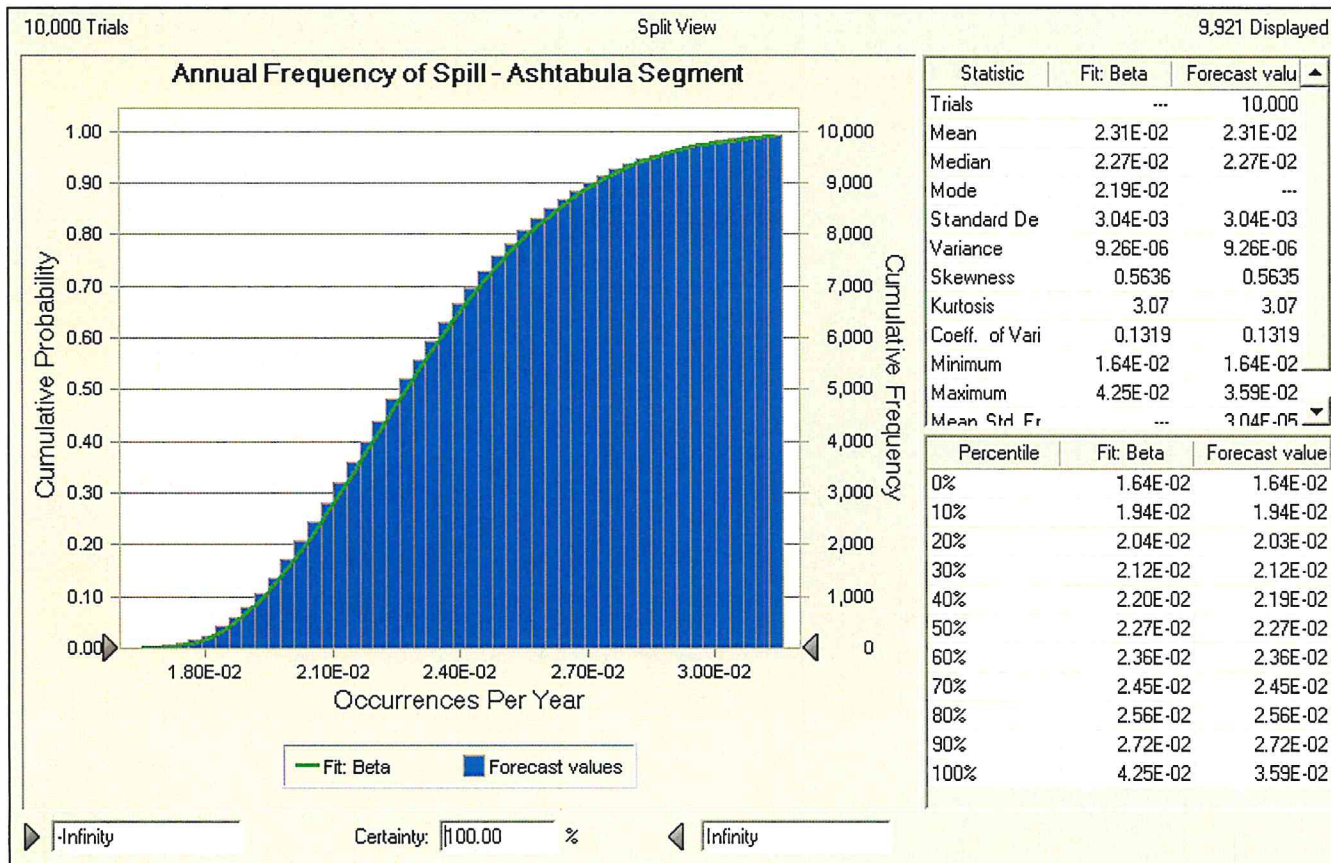 10,000 Trials Split View 9,921 Displayed
Annual Frequency of Spill - Ashtabula Segment
Cumulative Probability
1.00
0.90
0.80
0.70
0.60
0.50
0.40
0.30
0.20
0.10
0.00
10,000
9,000
8,000
7,000
6,000
5,000
4,000
3,000
2,000
1,000
0
Cumulative Frequency
1.80E-02 2.10E-02 2.40E-02 2.70E-02 3.00E-02
Occurrences Per Year
Fit: Beta Forecast values
Statistic Fit: Beta Forecast valu
Trials --- 10,000
Mean 2.31E-02 2.31E-02
Median 2.27E-02 2.27E-02
Mode 2.19E-02 ---
Standard De 3.04E-03 3.04E-03
Variance 9.26E-06 9.26E-06
Skewness 0.5636 0.5635
Kurtosis 3.07 3.07
Coeff. of Vari 0.1319 0.1319
Minimum 1.64E-02 1.64E-02
Maximum 4.25E-02 3.59E-02
Mean Std. Er --- 3.04E-05
Percentile Fit: Beta Forecast value
0% 1.64E-02 1.64E-02
10% 1.94E-02 1.94E-02
20% 2.04E-02 2.03E-02
30% 2.12E-02 2.12E-02
40% 2.20E-02 2.19E-02
50% 2.27E-02 2.27E-02
60% 2.36E-02 2.36E-02
70% 2.45E-02 2.45E-02
80% 2.56E-02 2.56E-02
90% 2.72E-02 2.72E-02
100% 4.25E-02 3.59E-02
-Infinity Certainty: 100.00 % Infinity